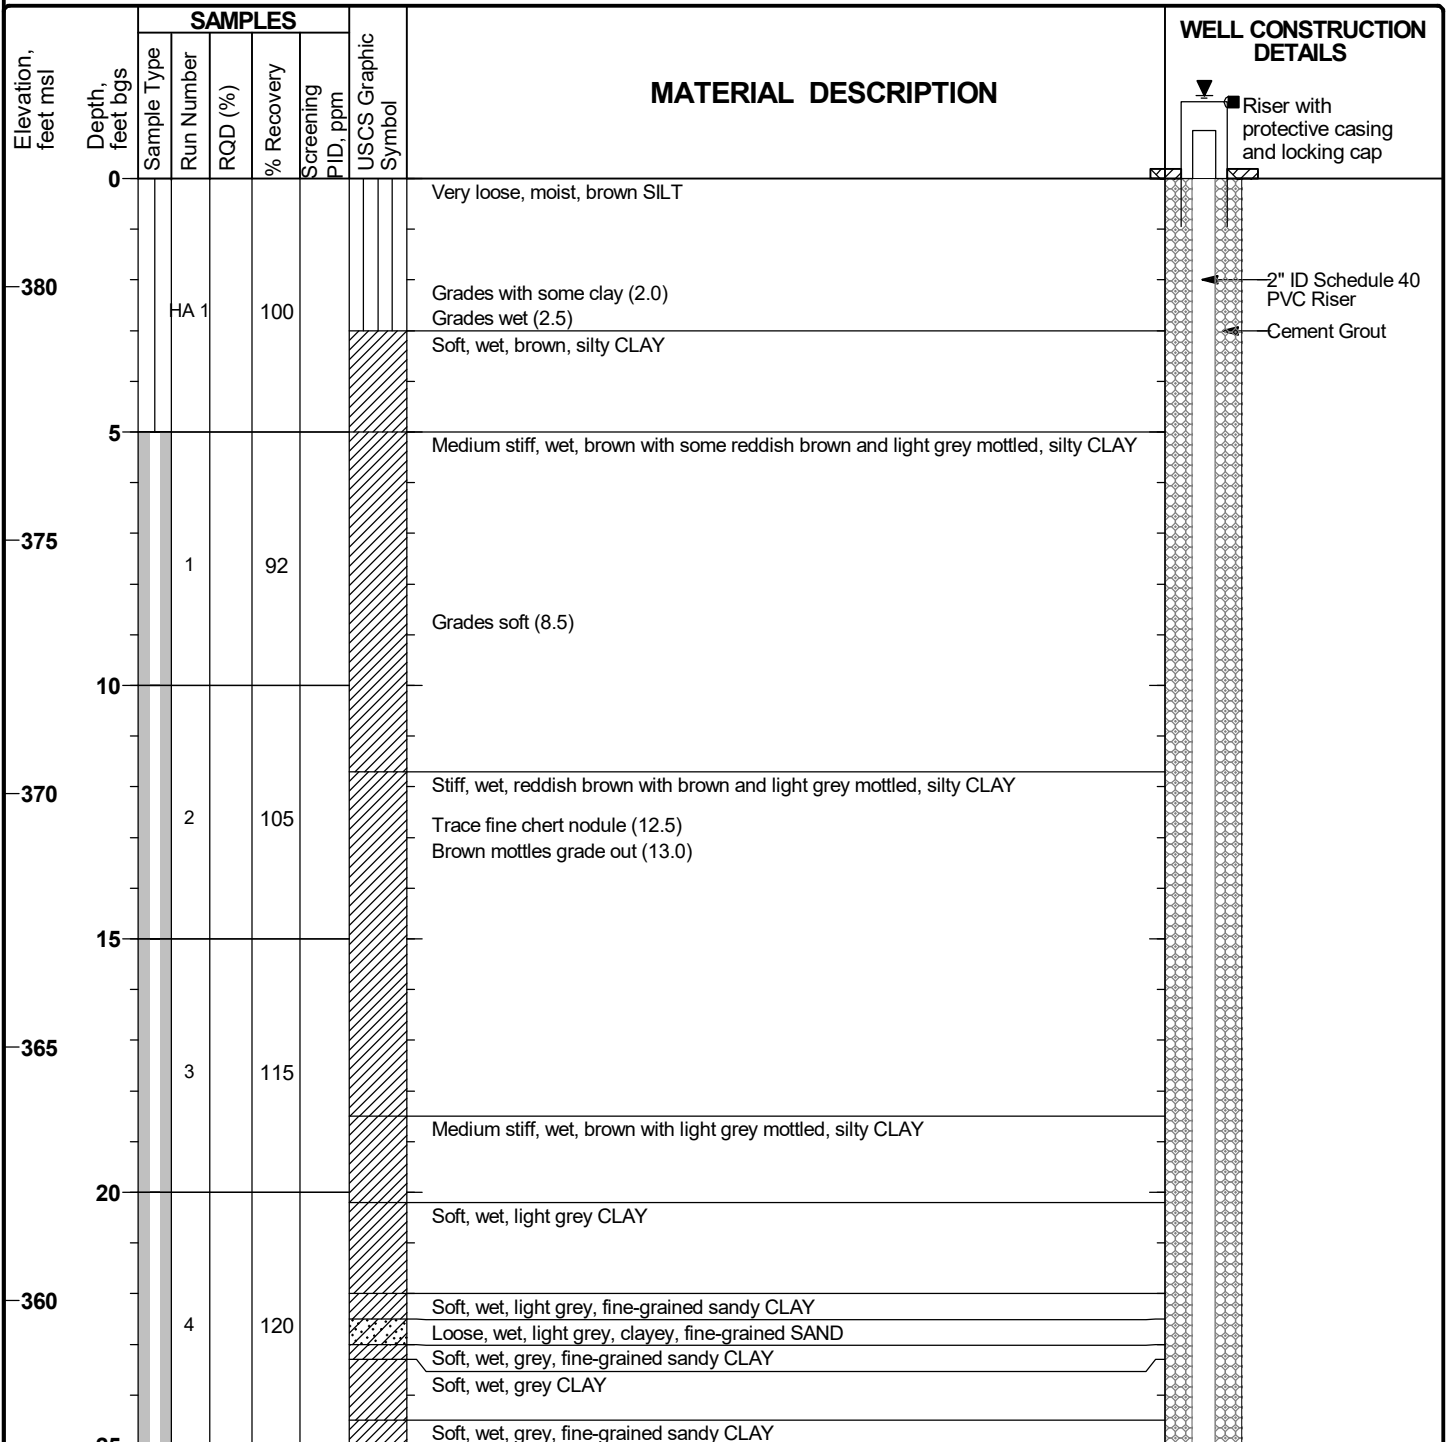 SAMPLES
Elevation,
feet msl
Depth,
feet bgs
Sample Type
Run Number
RQD (%)
% Recovery
Screening
PID, ppm
USCS Graphic
Symbol
MATERIAL DESCRIPTION
WELL CONSTRUCTION
DETAILS
Riser with
protective casing
and locking cap
0
Very loose, moist, brown SILT
380
HA 1
100
Grades with some clay (2.0)
Grades wet (2.5)
2" ID Schedule 40
PVC Riser
Cement Grout
Soft, wet, brown, silty CLAY
5
Medium stiff, wet, brown with some reddish brown and light grey mottled, silty CLAY
375
1
92
Grades soft (8.5)
10
Stiff, wet, reddish brown with brown and light grey mottled, silty CLAY
370
2
105
Trace fine chert nodule (12.5)
Brown mottles grade out (13.0)
15
365
3
115
Medium stiff, wet, brown with light grey mottled, silty CLAY
20
Soft, wet, light grey CLAY
360
Soft, wet, light grey, fine-grained sandy CLAY
4
120
Loose, wet, light grey, clayey, fine-grained SAND
Soft, wet, grey, fine-grained sandy CLAY
Soft, wet, grey CLAY
Soft, wet, grey, fine-grained sandy CLAY